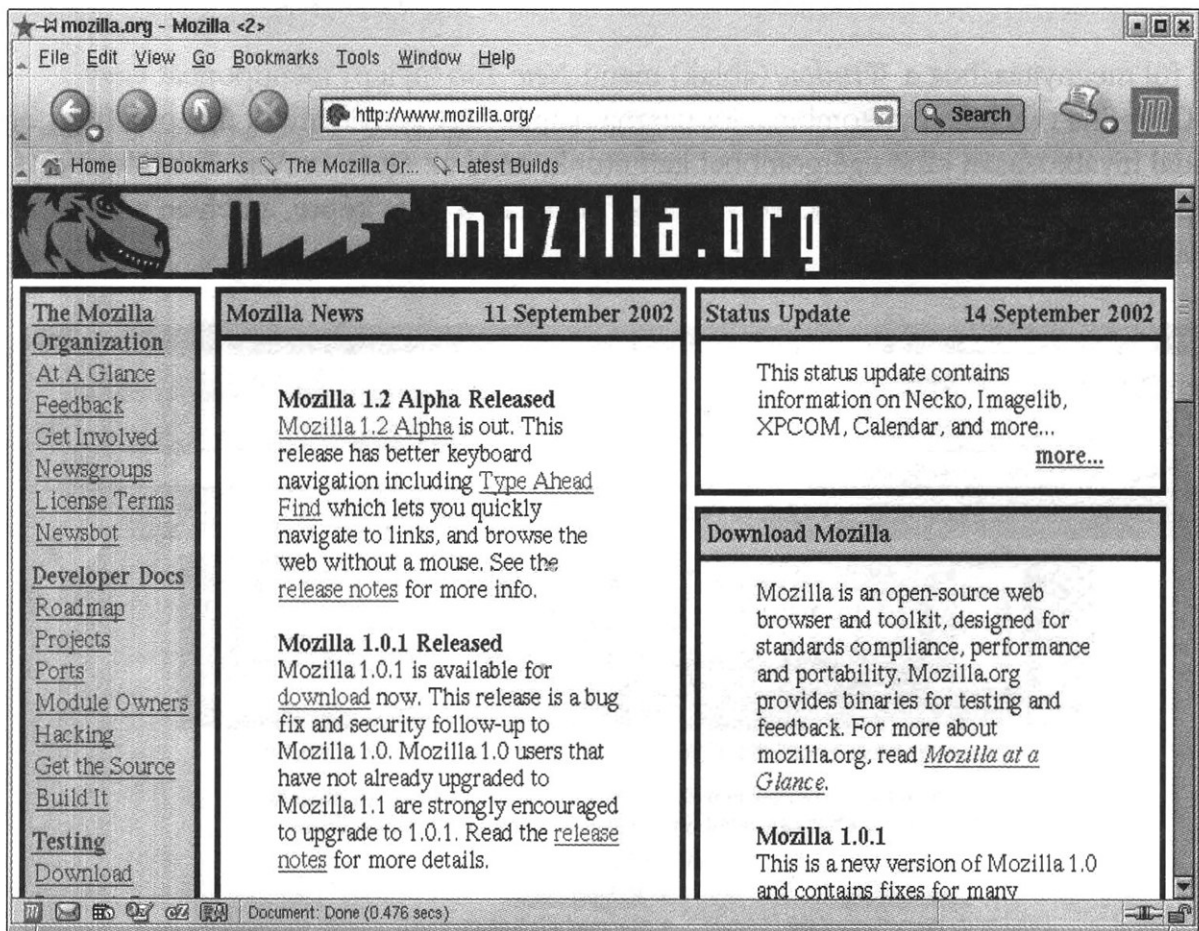 mozilla.org - Mozilla <2>
File Edit View Go Bookmarks Tools Window Help
http://www.mozilla.org/
Search
Home Bookmarks The Mozilla Or... Latest Builds
mozilla.org
The Mozilla
Organization
At A Glance
Feedback
Get Involved
Newsgroups
License Terms
Newsbot
Developer Docs
Roadmap
Projects
Ports
Module Owners
Hacking
Get the Source
Build It
Testing
Download
Mozilla News 11 September 2002
Mozilla 1.2 Alpha Released
Mozilla 1.2 Alpha is out. This
release has better keyboard
navigation including Type Ahead
Find which lets you quickly
navigate to links, and browse the
web without a mouse. See the
release notes for more info.
Mozilla 1.0.1 Released
Mozilla 1.0.1 is available for
download now. This release is a bug
fix and security follow-up to
Mozilla 1.0. Mozilla 1.0 users that
have not already upgraded to
Mozilla 1.1 are strongly encouraged
to upgrade to 1.0.1. Read the release
notes for more details.
Status Update 14 September 2002
This status update contains
information on Necko, Imagelib,
XPCOM, Calendar, and more...
more...
Download Mozilla
Mozilla is an open-source web
browser and toolkit, designed for
standards compliance, performance
and portability. Mozilla.org
provides binaries for testing and
feedback. For more about
mozilla.org, read Mozilla at a
Glance.
Mozilla 1.0.1
This is a new version of Mozilla 1.0
and contains fixes for many
Document: Done (0.476 secs)